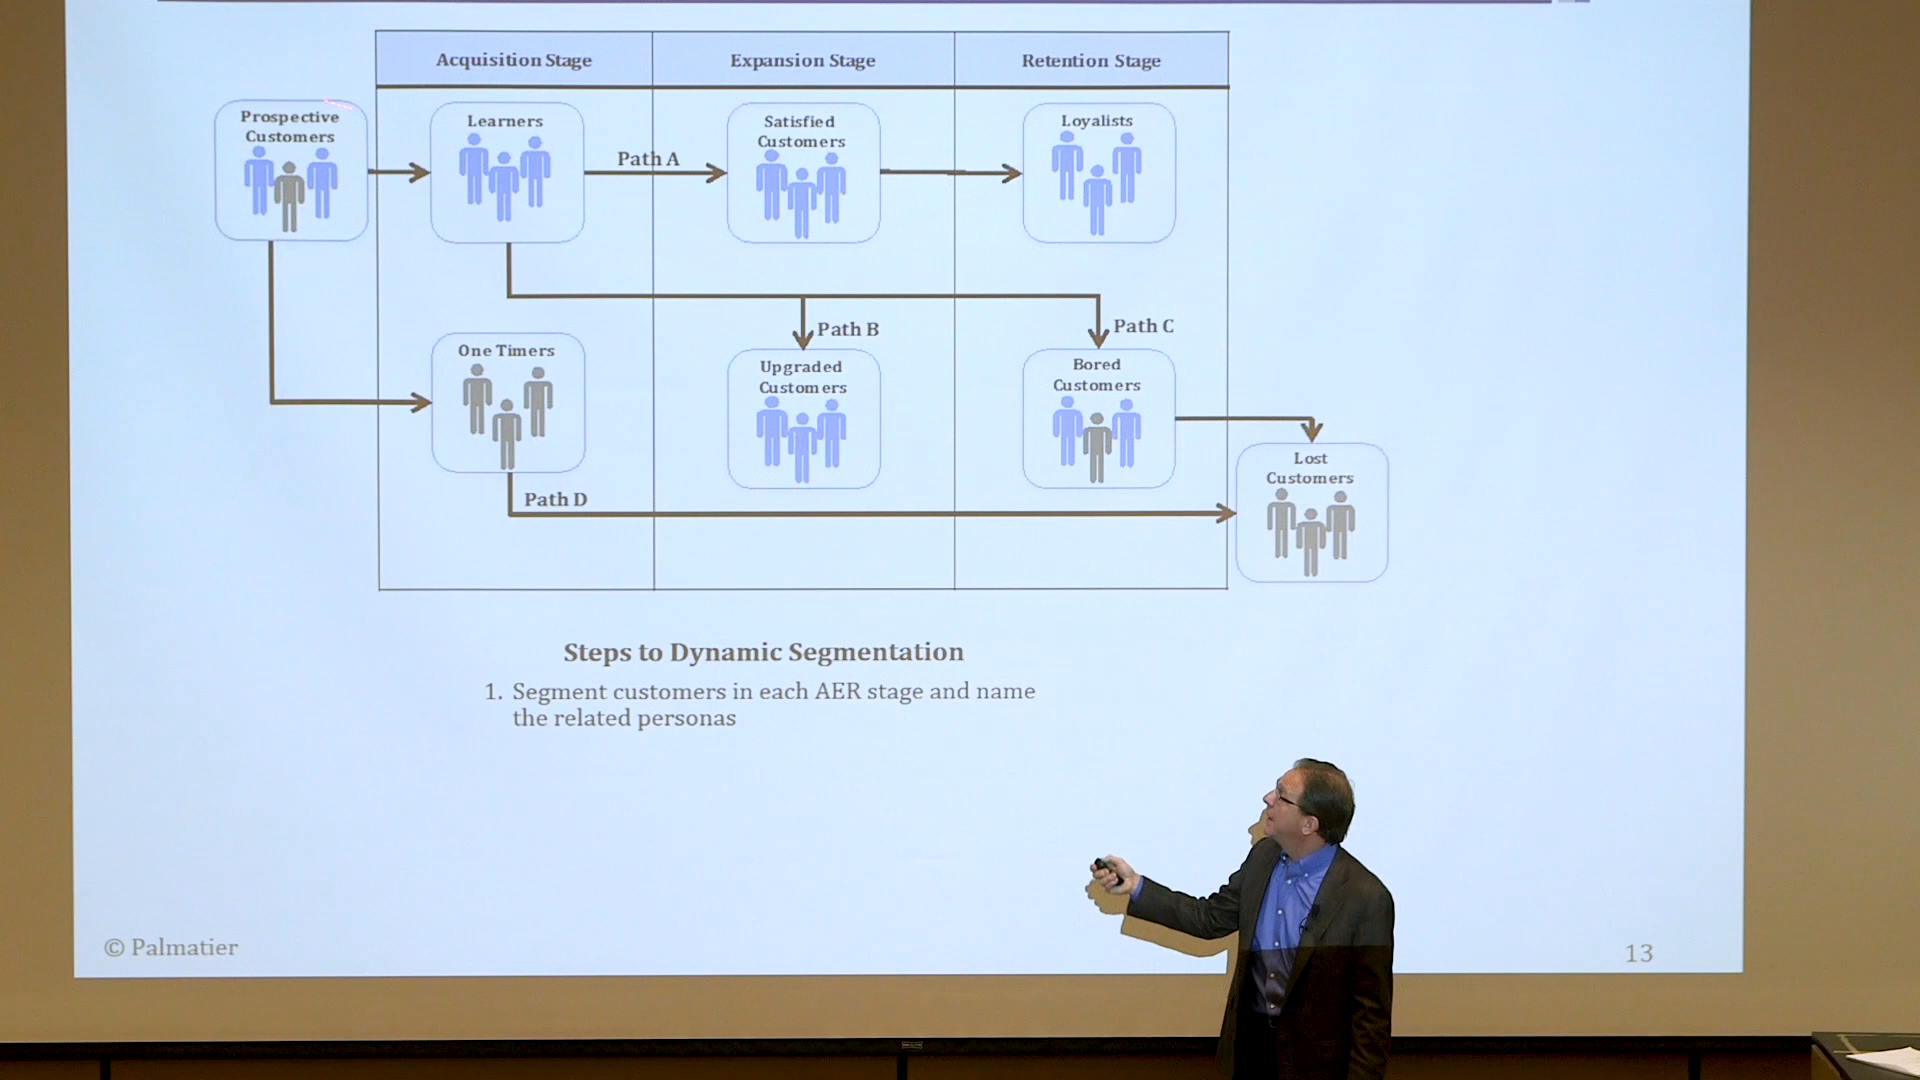 Acquisition Stage
Expansion Stage
Retention Stage
Prospective
Customers
Learners
Path A
Satisfied
Customers
Loyalists
Path B
Path C
One Timers
Upgraded
Customers
Bored
Customers
Path D
Lost
Customers
Steps to Dynamic Segmentation
1. Segment customers in each AER stage and name
the related personas
© Palmatier
13